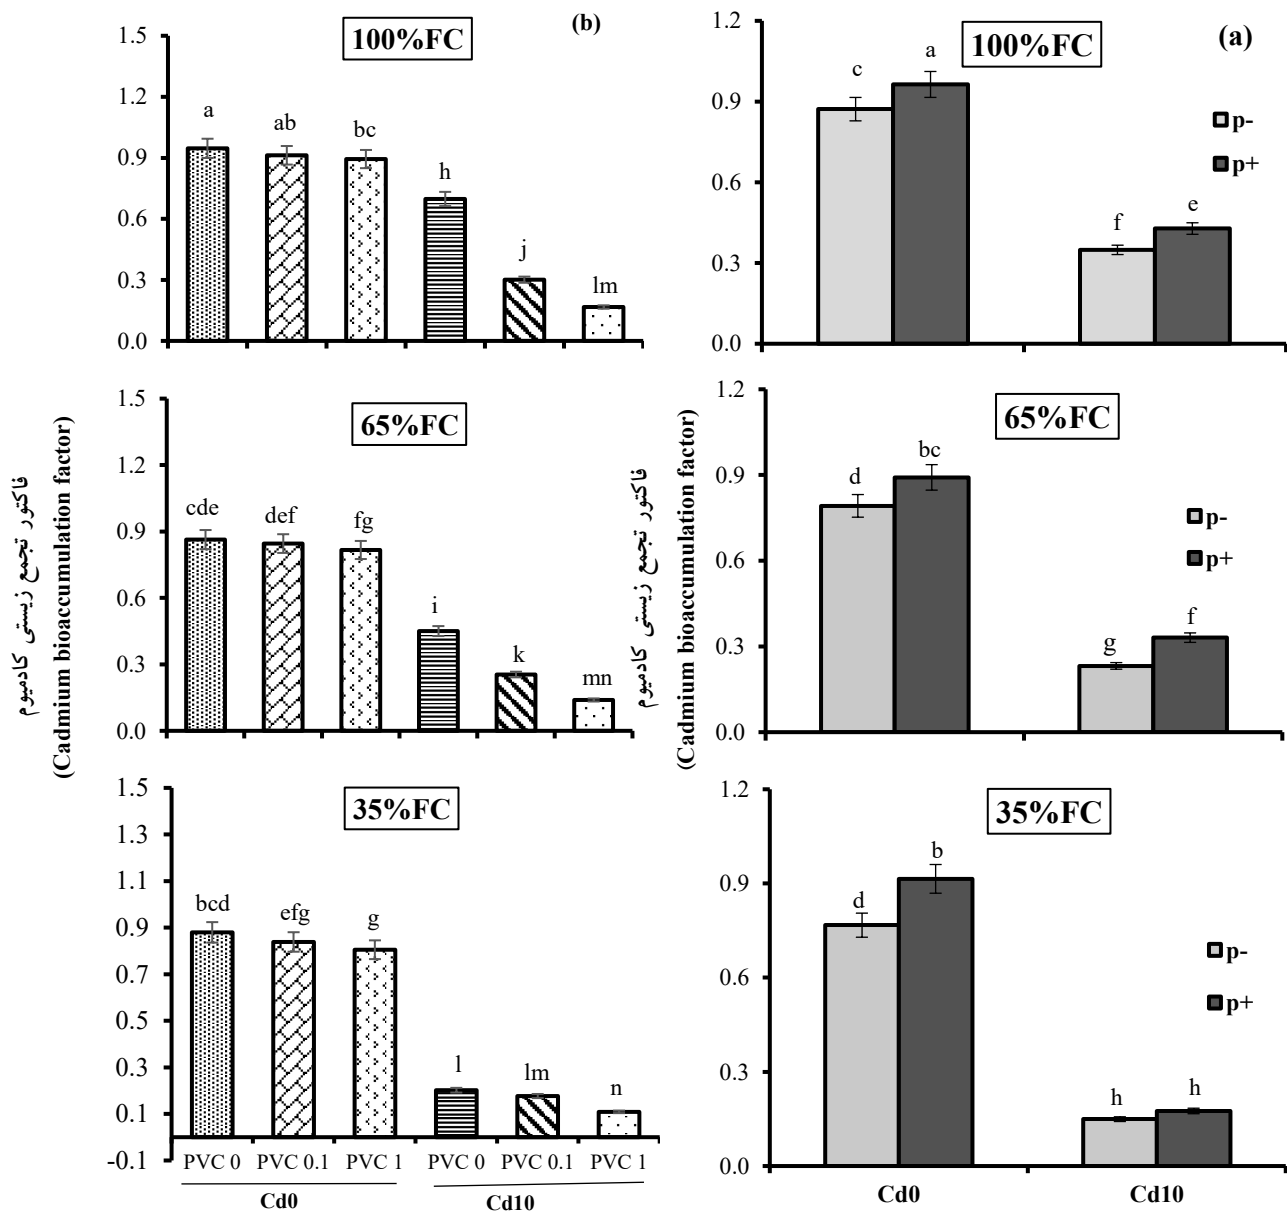 (b)
100%FC
1.5
1.2
0.9
0.6
0.3
0.0
a
ab
bc
h
j
lm
65%FC
1.5
1.2
0.9
0.6
0.3
0.0
cde
def
fg
i
k
mn
35%FC
1.5
1.3
1.1
0.9
0.7
0.5
0.3
0.1
-0.1
bcd
efg
g
l
lm
n
PVC 0 PVC 0.1 PVC 1 PVC 0 PVC 0.1 PVC 1
Cd0 Cd10
فاکتور تجمع زیستی کادمیوم
(Cadmium bioaccumulation factor)
(a)
100%FC
1.2
0.9
0.6
0.3
0.0
c
a
f
e
p-
p+
65%FC
1.2
0.9
0.6
0.3
0.0
d
bc
g
f
p-
p+
35%FC
1.2
0.9
0.6
0.3
0.0
d
b
h
h
p-
p+
Cd0 Cd10
فاکتور تجمع زیستی کادمیوم
(Cadmium bioaccumulation factor)